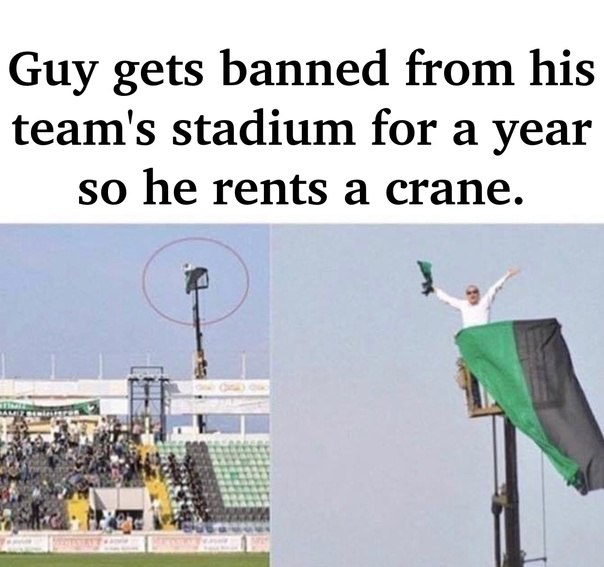 Guy gets banned from his
team's stadium for a year
so he rents a crane.